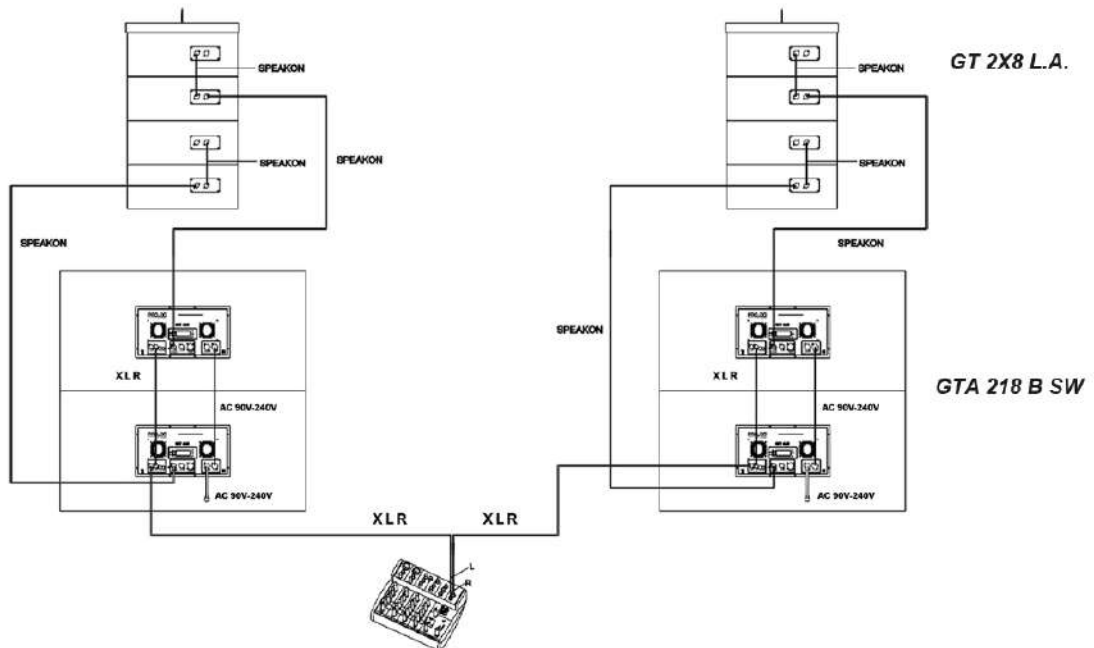 SPEAKON
SPEAKON
GT 2X8 L.A.
SPEAKON
SPEAKON
SPEAKON
SPEAKON
SPEAKON
SPEAKON
XLR
AC 90V-240V
AC 90V-240V
XLR
AC 90V-240V
AC 90V-240V
GTA 218 B SW
XLR
XLR
L
R